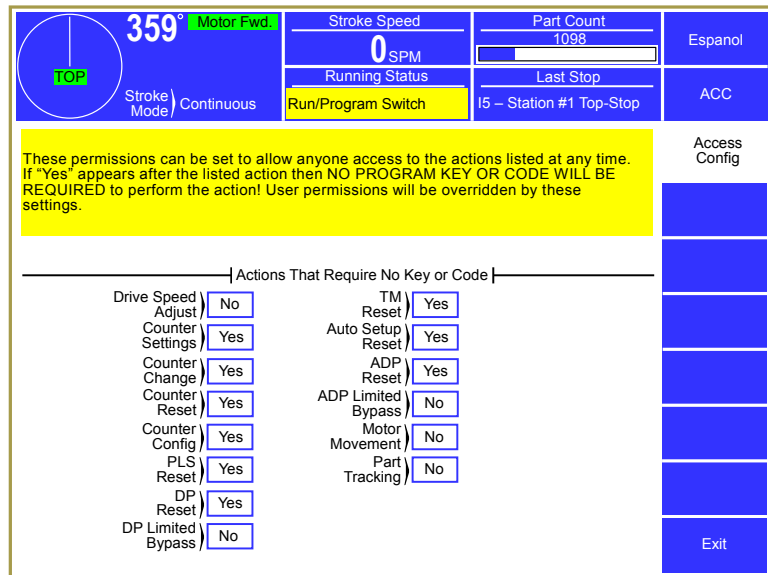 359°
Motor Fwd.
TOP
Stroke
Mode
Continuous
Stroke Speed
0 SPM
Part Count
1098
Running Status
Run/Program Switch
Last Stop
I5 – Station #1 Top-Stop
Espanol
ACC
Access
Config
These permissions can be set to allow anyone access to the actions listed at any time.
If “Yes” appears after the listed action then NO PROGRAM KEY OR CODE WILL BE
REQUIRED to perform the action! User permissions will be overridden by these
settings.
Actions That Require No Key or Code
Drive Speed
Adjust
No
Counter
Settings
Yes
Counter
Change
Yes
Counter
Reset
Yes
Counter
Config
Yes
PLS
Reset
Yes
DP
Reset
Yes
DP Limited
Bypass
No
TM
Reset
Yes
Auto Setup
Reset
Yes
ADP
Reset
Yes
ADP Limited
Bypass
No
Motor
Movement
No
Part
Tracking
No
Exit